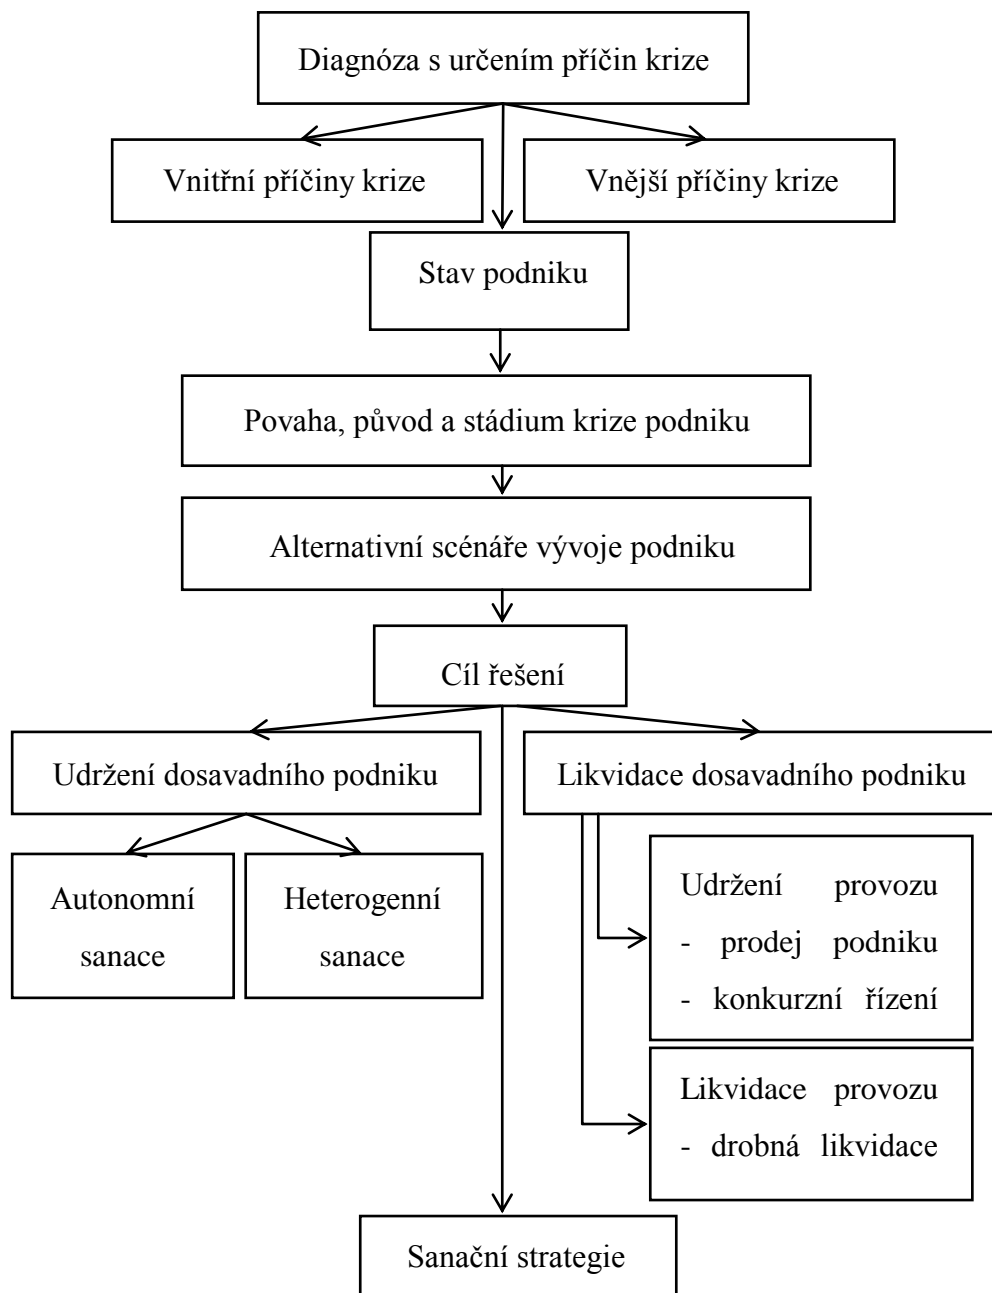 Diagnóza s určením příčin krize
Vnitřní příčiny krize
Vnější příčiny krize
Stav podniku
Povaha, původ a stádium krize podniku
Alternativní scénáře vývoje podniku
Cíl řešení
Udržení dosavadního podniku
Likvidace dosavadního podniku
Autonomní
sanace
Heterogenní
sanace
Udržení provozu
- prodej podniku
- konkurzní řízení
Likvidace provozu
- drobná likvidace
Sanační strategie